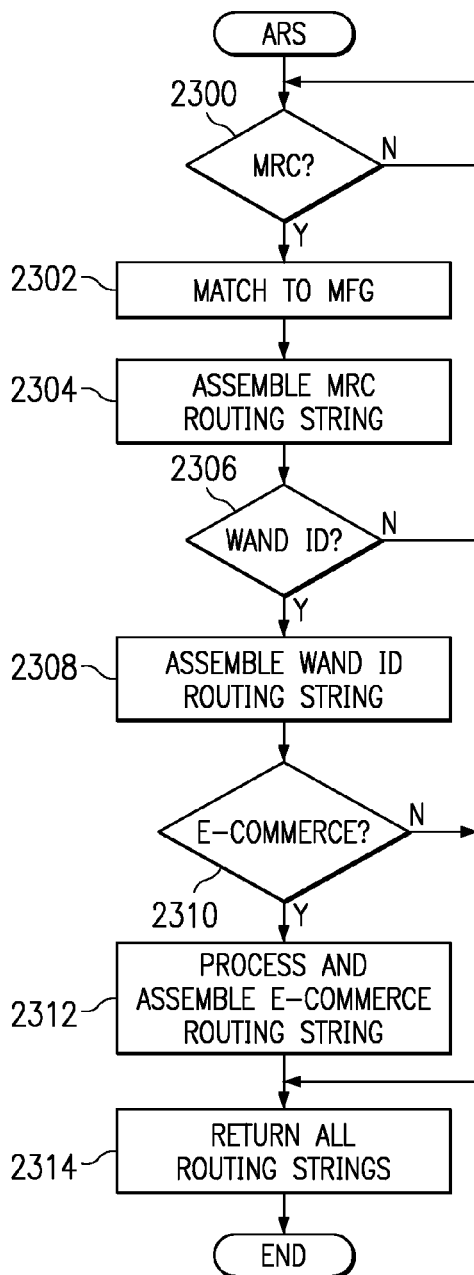 ARS
2300
MRC?
N
Y
2302
MATCH TO MFG
2304
ASSEMBLE MRC
ROUTING STRING
2306
WAND ID?
N
Y
2308
ASSEMBLE WAND ID
ROUTING STRING
E-COMMERCE?
N
2310
Y
2312
PROCESS AND
ASSEMBLE E-COMMERCE
ROUTING STRING
2314
RETURN ALL
ROUTING STRINGS
END